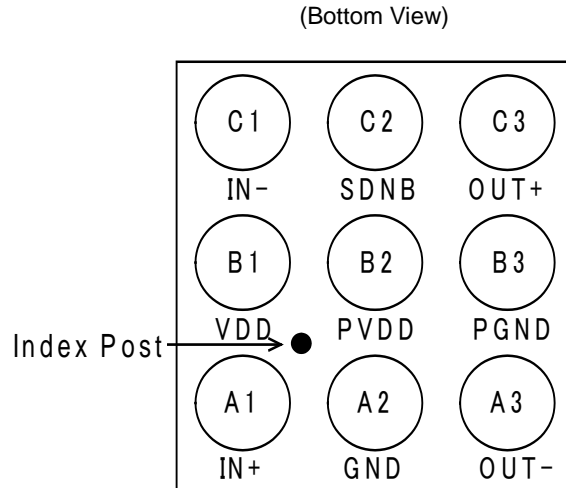 (Bottom View)
C1 C2 C3
IN- SDNB OUT+
B1 B2 B3
VDD PVDD PGND
Index Post
A1 A2 A3
IN+ GND OUT-